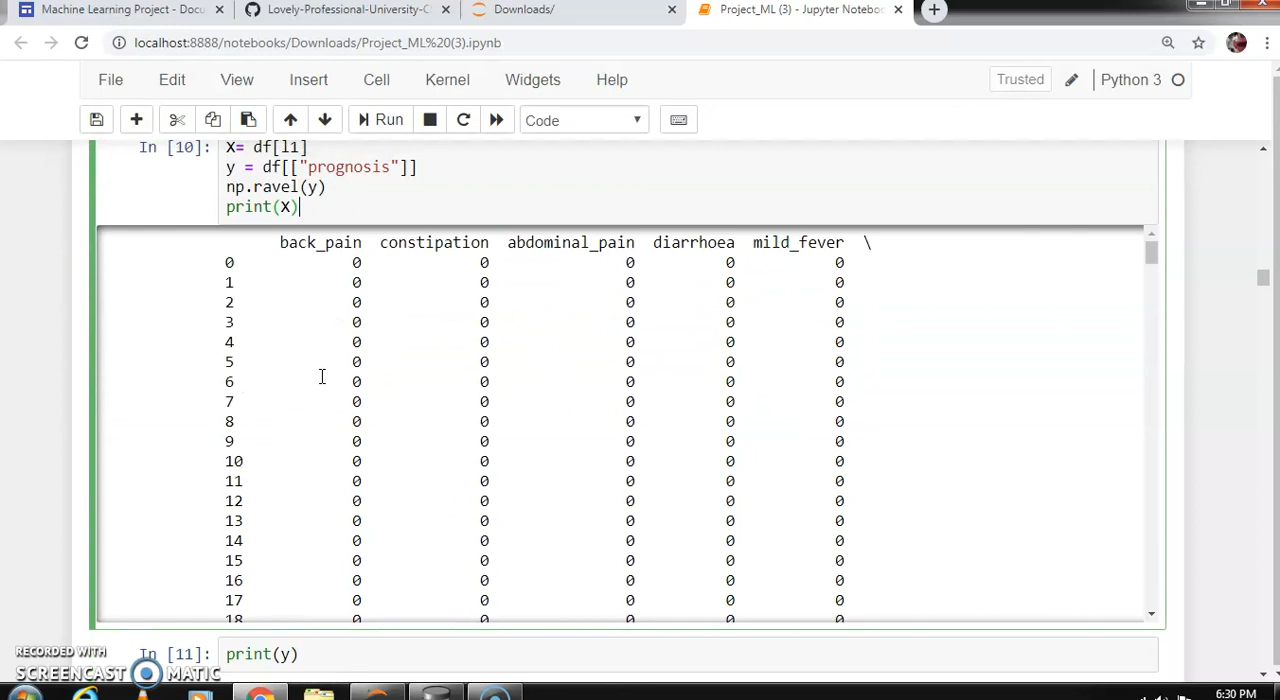 Machine Learning Project - Docu
Lovely-Professional-University-C
Downloads/
Project_ML (3) - Jupyter Noteboo
localhost:8888/notebooks/Downloads/Project_ML%20(3).ipynb
File Edit View Insert Cell Kernel Widgets Help Trusted Python 3
Run Code
In [10]: X= df[l1]
y = df[["prognosis"]]
np.ravel(y)
print(X)
back_pain constipation abdominal_pain diarrhoea mild_fever \
0 0 0 0 0 0
1 0 0 0 0 0
2 0 0 0 0 0
3 0 0 0 0 0
4 0 0 0 0 0
5 0 0 0 0 0
6 0 0 0 0 0
7 0 0 0 0 0
8 0 0 0 0 0
9 0 0 0 0 0
10 0 0 0 0 0
11 0 0 0 0 0
12 0 0 0 0 0
13 0 0 0 0 0
14 0 0 0 0 0
15 0 0 0 0 0
16 0 0 0 0 0
17 0 0 0 0 0
18 0 0 0 0 0
In [11]: print(y)
RECORDED WITH
SCREENCAST MATIC
6:30 PM